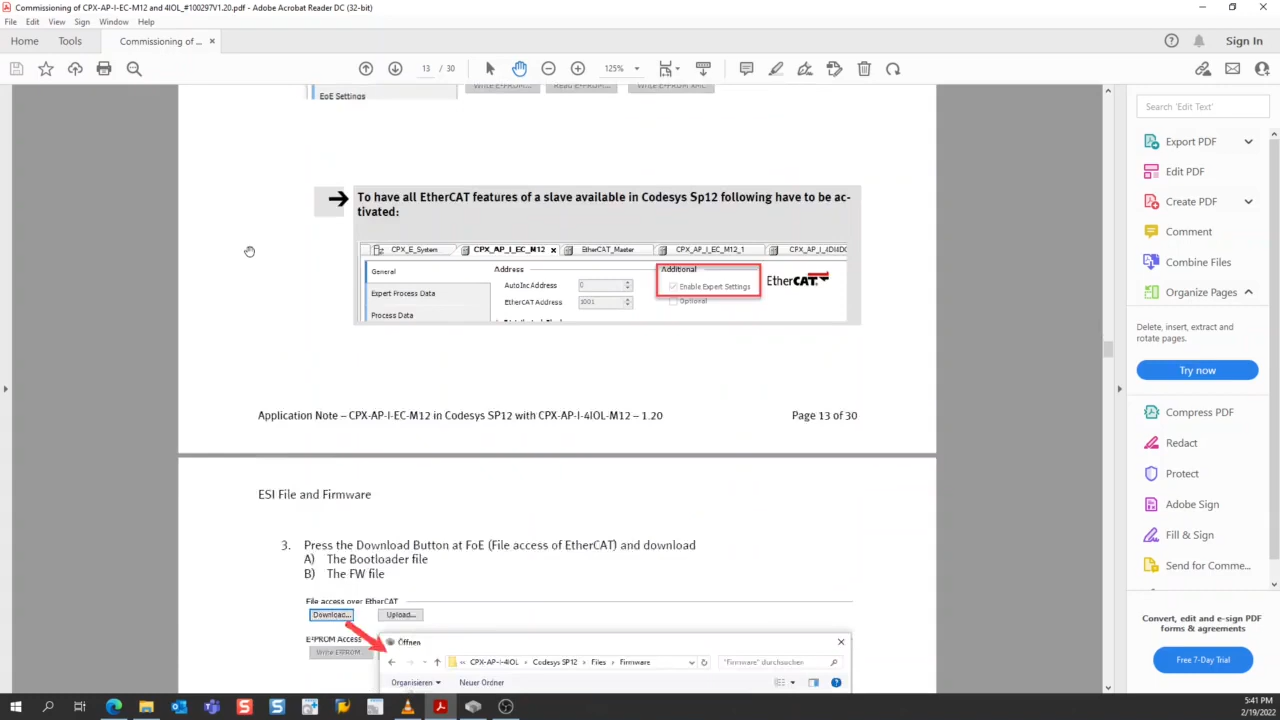 Commissioning of CPX-AP-I-EC-M12 and 4IOL_#100297V1.20.pdf - Adobe Acrobat Reader DC (32-bit)
File Edit View Sign Window Help
Home Tools Commissioning of ... × Sign In
13 / 30 125%
EoE Settings
Search 'Edit Text'
Export PDF
Edit PDF
Create PDF
Comment
Combine Files
Organize Pages
Delete, insert, extract and
rotate pages.
Try now
Compress PDF
Redact
Protect
Adobe Sign
Fill & Sign
Send for Comme...
Convert, edit and e-sign PDF
forms & agreements
Free 7-Day Trial
To have all EtherCAT features of a slave available in Codesys Sp12 following have to be ac-
tivated:
CPX_E_System CPX_AP_I_EC_M12 × EtherCAT_Master CPX_AP_I_EC_M12_1
General Address Additional
AutoInc Address 0 Enable Expert Settings EtherCAT
Expert Process Data EtherCAT Address 1001 Optional
Process Data
Application Note – CPX-AP-I-EC-M12 in Codesys SP12 with CPX-AP-I-4IOL-M12 – 1.20 Page 13 of 30
ESI File and Firmware
3. Press the Download Button at FoE (File access of EtherCAT) and download
A) The Bootloader file
B) The FW file
File access over EtherCAT
Download... Upload...
E²PROM Access Öffnen
Write E²PROM... « CPX-AP-I-4IOL › Codesys SP12 › Files › Firmware "Firmware" durchsuchen
Organisieren Neuer Ordner
5:41 PM
2/19/2022